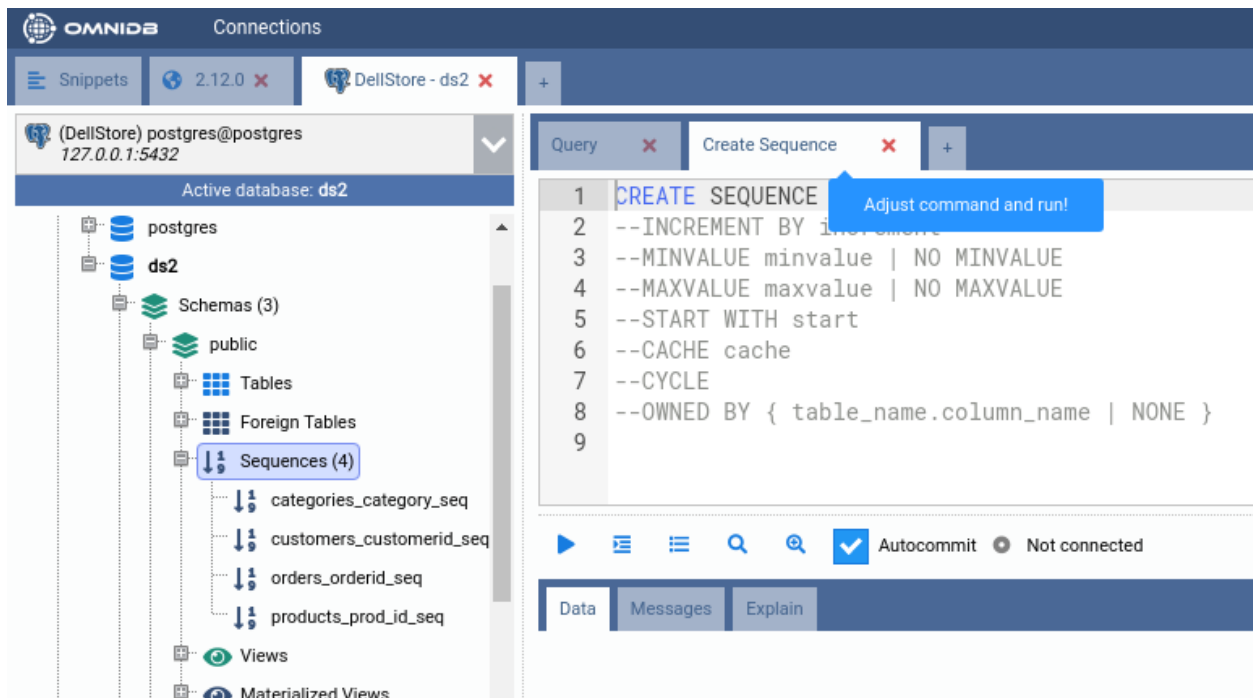 OMNIDB Connections
Snippets 2.12.0 DellStore - ds2 +
(DellStore) postgres@postgres
127.0.0.1:5432
Active database: ds2
postgres
ds2
Schemas (3)
public
Tables
Foreign Tables
Sequences (4)
categories_category_seq
customers_customerid_seq
orders_orderid_seq
products_prod_id_seq
Views
Materialized Views
Query Create Sequence +
Adjust command and run!
1 CREATE SEQUENCE
2 --INCREMENT BY
3 --MINVALUE minvalue | NO MINVALUE
4 --MAXVALUE maxvalue | NO MAXVALUE
5 --START WITH start
6 --CACHE cache
7 --CYCLE
8 --OWNED BY { table_name.column_name | NONE }
9
Autocommit Not connected
Data Messages Explain